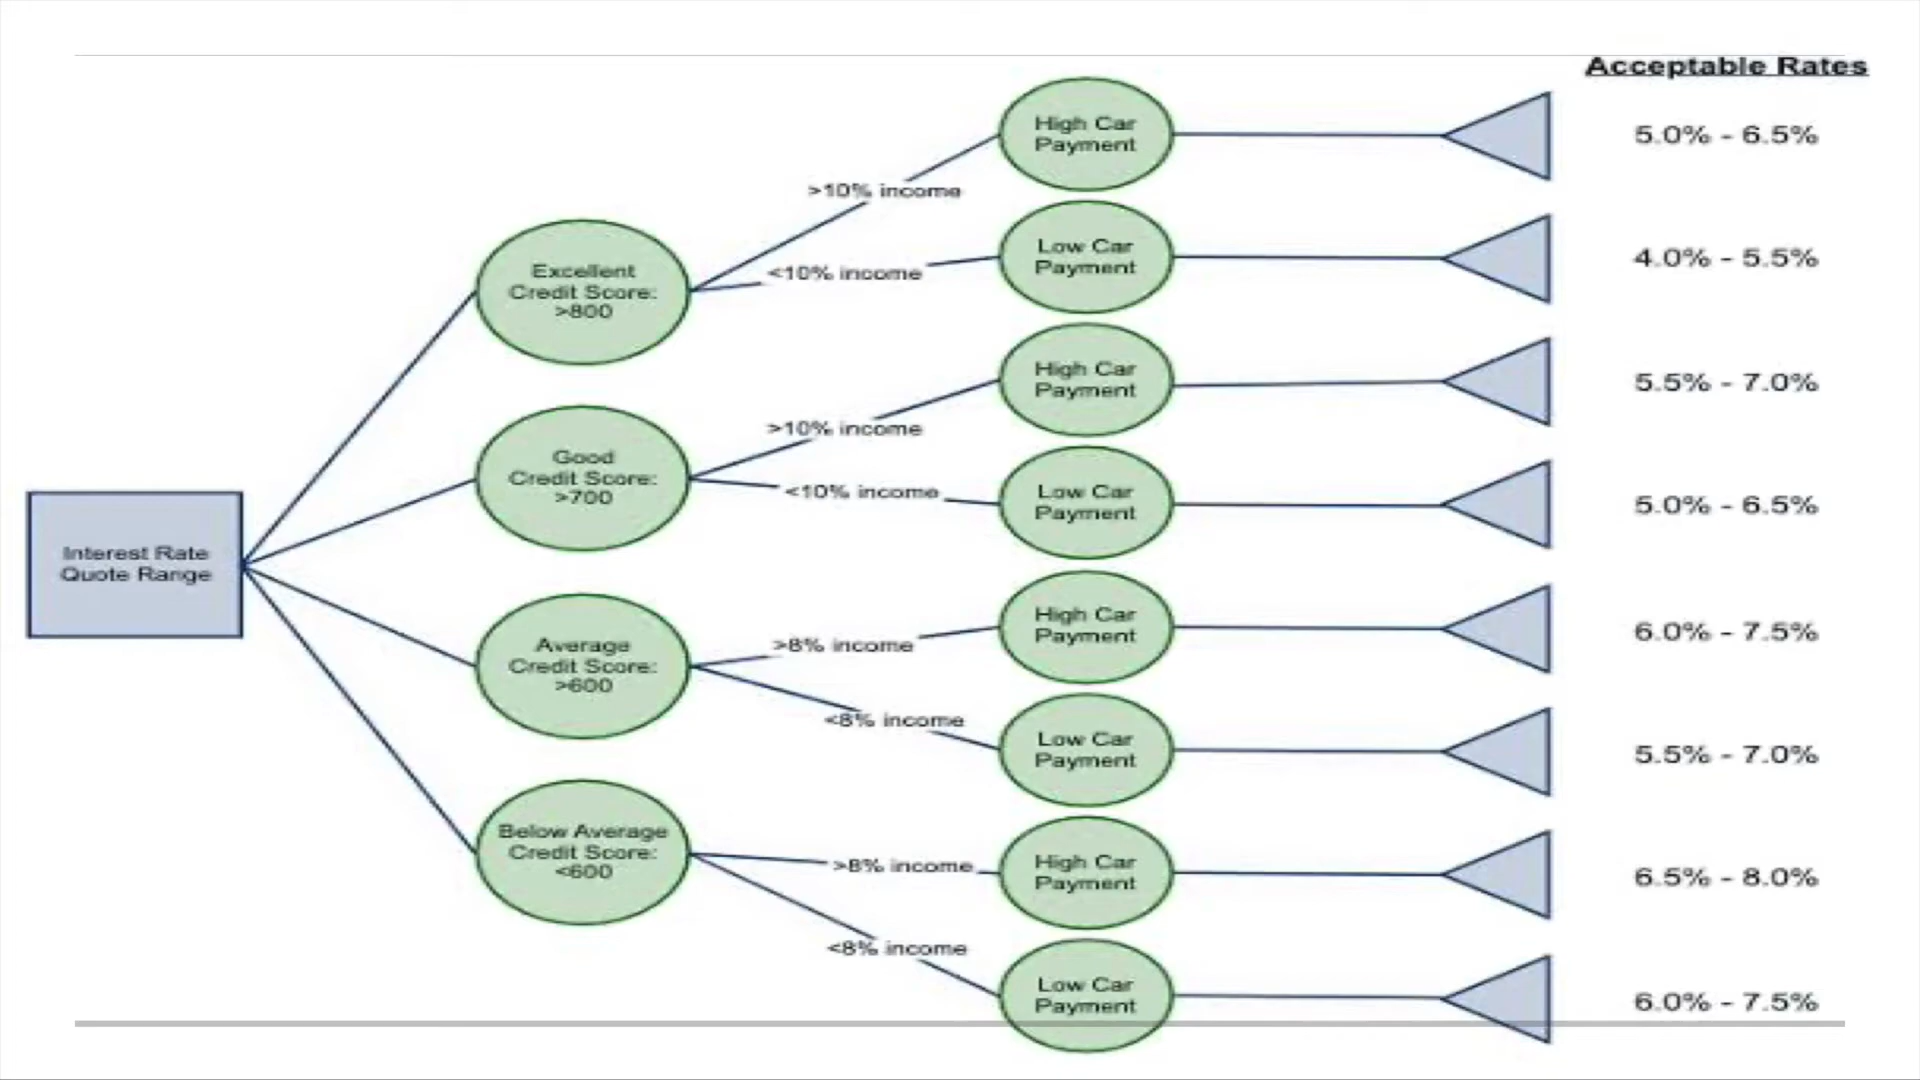 Acceptable Rates
Interest Rate
Quote Range
Excellent
Credit Score:
>800
>10% income
High Car
Payment
5.0% - 6.5%
<10% income
Low Car
Payment
4.0% - 5.5%
Good
Credit Score:
>700
>10% income
High Car
Payment
5.5% - 7.0%
<10% income
Low Car
Payment
5.0% - 6.5%
Average
Credit Score:
>600
>8% income
High Car
Payment
6.0% - 7.5%
<8% income
Low Car
Payment
5.5% - 7.0%
Below Average
Credit Score:
<600
>8% income
High Car
Payment
6.5% - 8.0%
<8% income
Low Car
Payment
6.0% - 7.5%